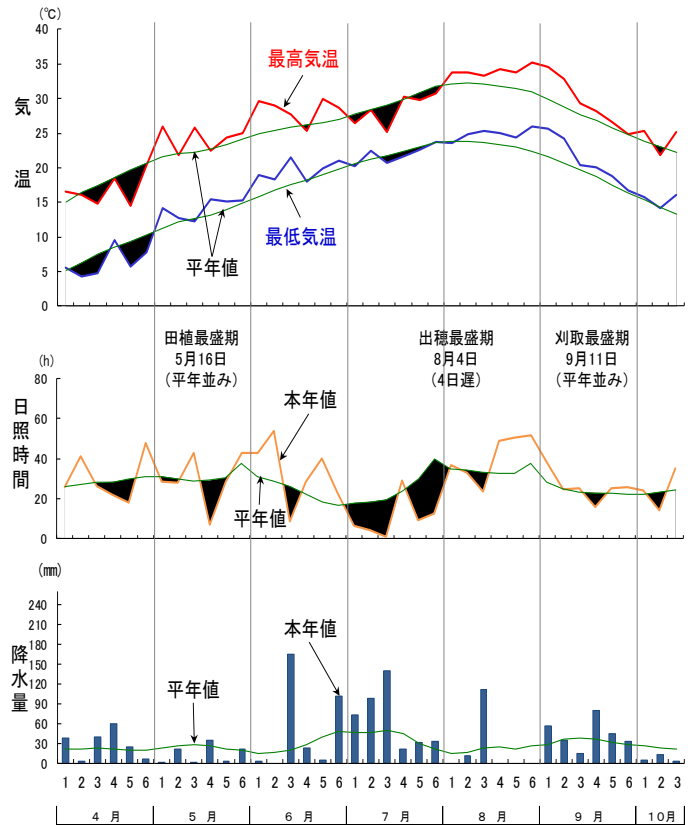 (℃)
40
35
30
25
20
15
10
5
0
気温
最高気温
最低気温
平年値
田植最盛期
5月16日
(平年並み)
出穂最盛期
8月4日
(4日遅)
刈取最盛期
9月11日
(平年並み)
(h)
80
60
40
20
0
日照時間
本年値
平年値
(mm)
240
210
180
150
120
90
60
30
0
降水量
本年値
平年値
1 2 3 4 5 6 1 2 3 4 5 6 1 2 3 4 5 6 1 2 3 4 5 6 1 2 3 4 5 6 1 2 3 4 5 6 1 2 3
4 月 5 月 6 月 7 月 8 月 9 月 10月